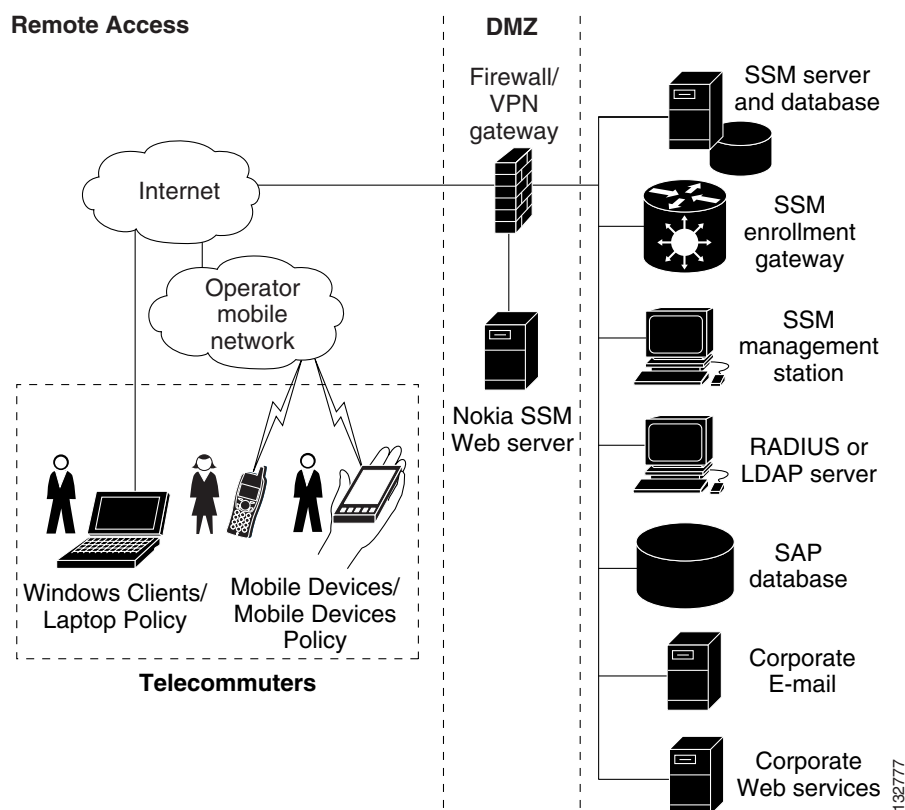 Remote Access
DMZ
Firewall/
VPN
gateway
SSM server
and database
Internet
SSM
enrollment
gateway
Operator
mobile
network
SSM
management
station
Nokia SSM
Web server
RADIUS or
LDAP server
Windows Clients/
Laptop Policy
Mobile Devices/
Mobile Devices
Policy
SAP
database
Telecommuters
Corporate
E-mail
Corporate
Web services
132777